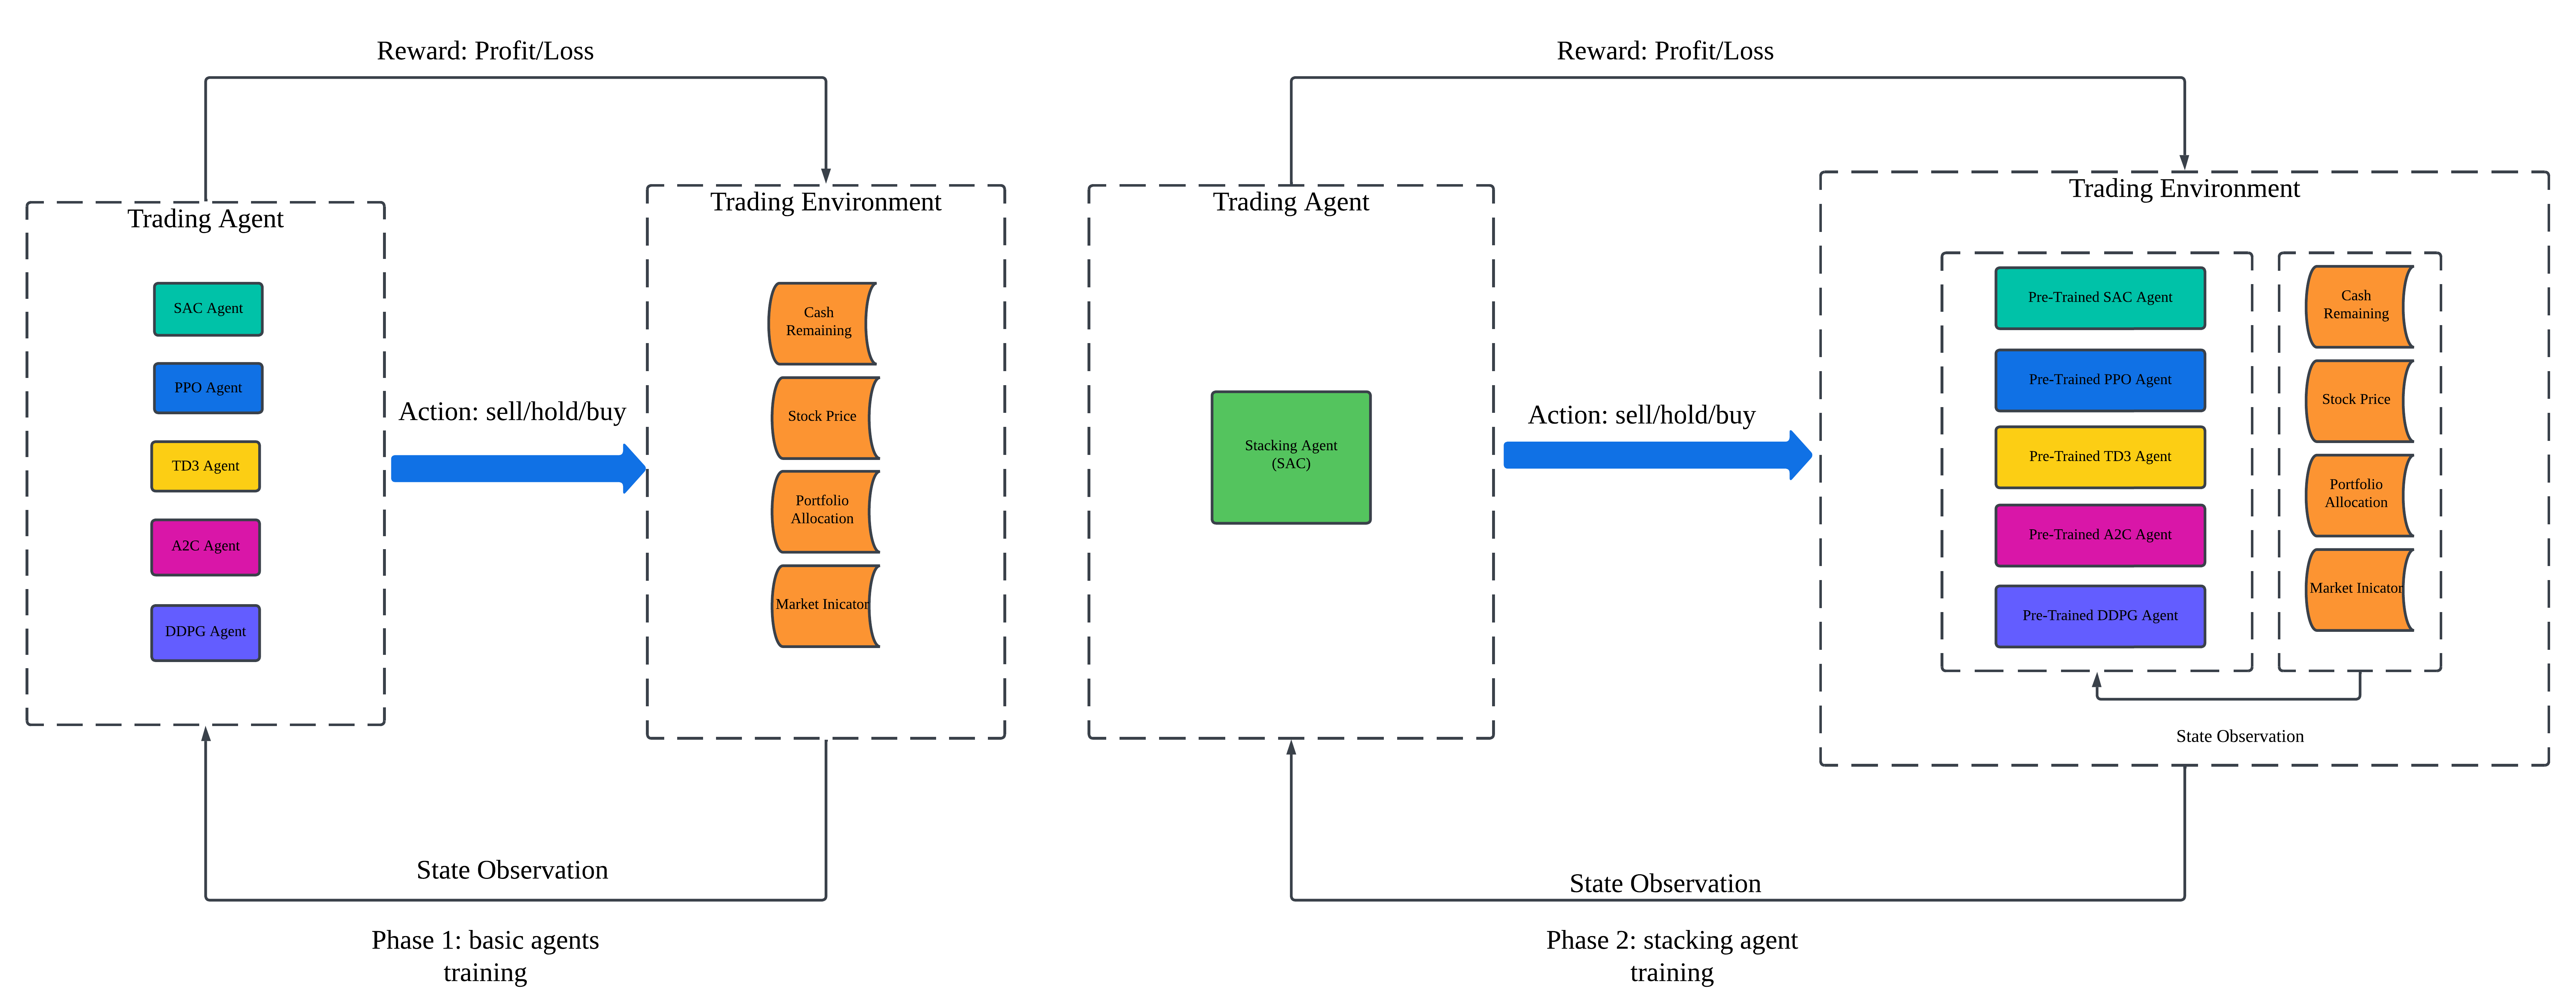 Reward: Profit/Loss
Trading Agent
SAC Agent
PPO Agent
TD3 Agent
A2C Agent
DDPG Agent
Action: sell/hold/buy
Trading Environment
Cash
Remaining
Stock Price
Portfolio
Allocation
Market Inicator
State Observation
Phase 1: basic agents
training
Reward: Profit/Loss
Trading Agent
Stacking Agent
(SAC)
Action: sell/hold/buy
Trading Environment
Pre-Trained SAC Agent
Pre-Trained PPO Agent
Pre-Trained TD3 Agent
Pre-Trained A2C Agent
Pre-Trained DDPG Agent
Cash
Remaining
Stock Price
Portfolio
Allocation
Market Inicator
State Observation
State Observation
Phase 2: stacking agent
training